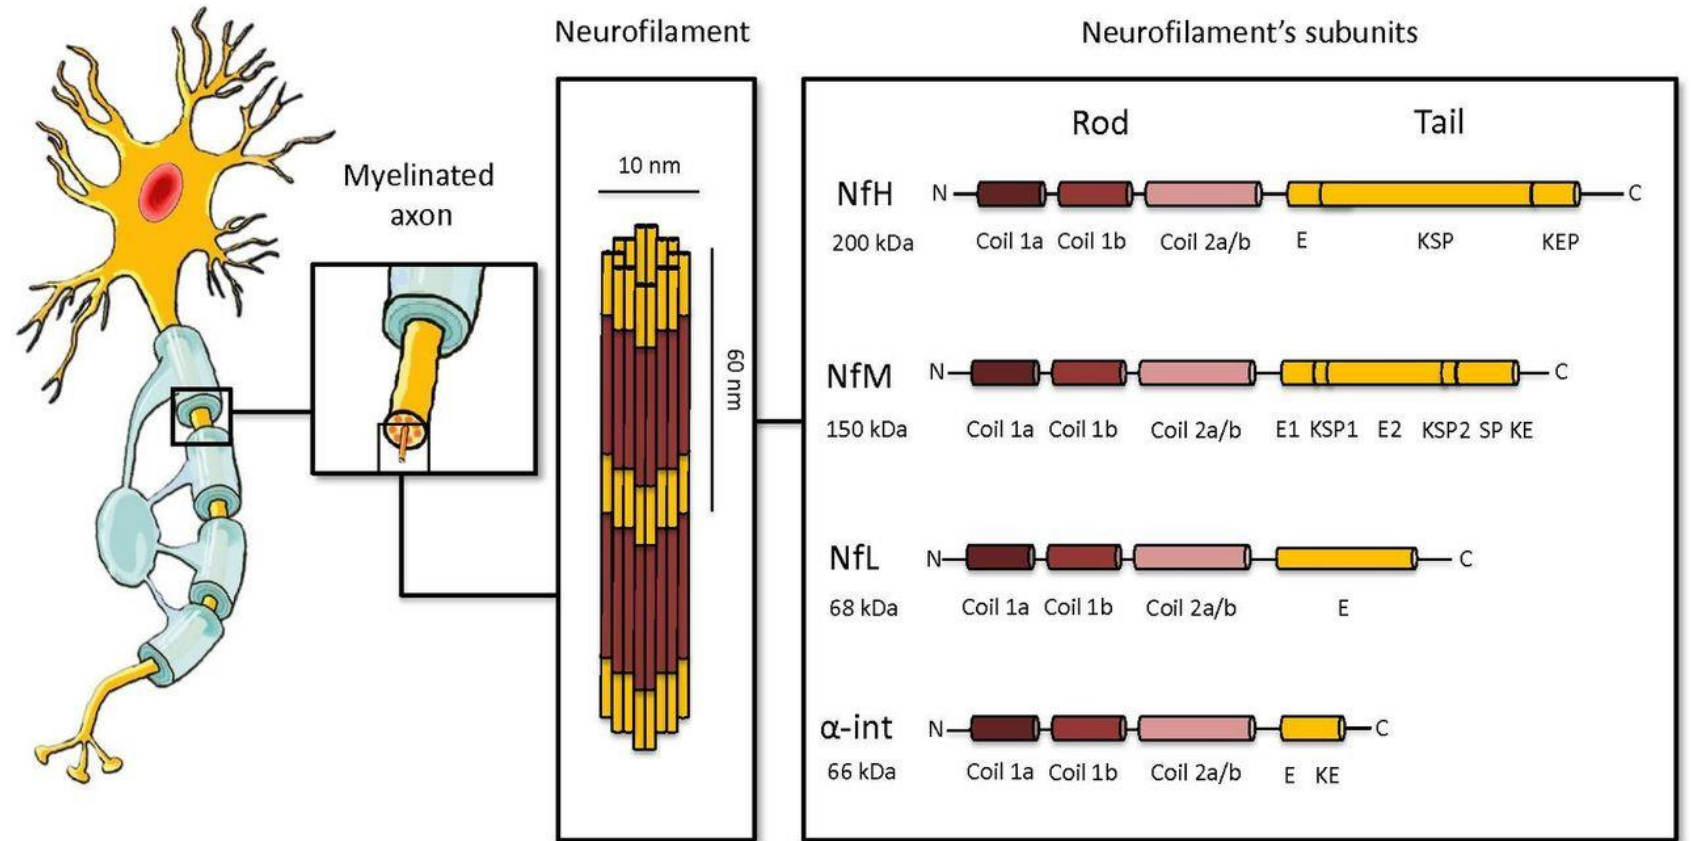 Neurofilament
Neurofilament's subunits
Myelinated
axon
10 nm
60 nm
Rod Tail
NfH N C
200 kDa Coil 1a Coil 1b Coil 2a/b E KSP KEP
NfM N C
150 kDa Coil 1a Coil 1b Coil 2a/b E1 KSP1 E2 KSP2 SP KE
NfL N C
68 kDa Coil 1a Coil 1b Coil 2a/b E
α-int N C
66 kDa Coil 1a Coil 1b Coil 2a/b E KE